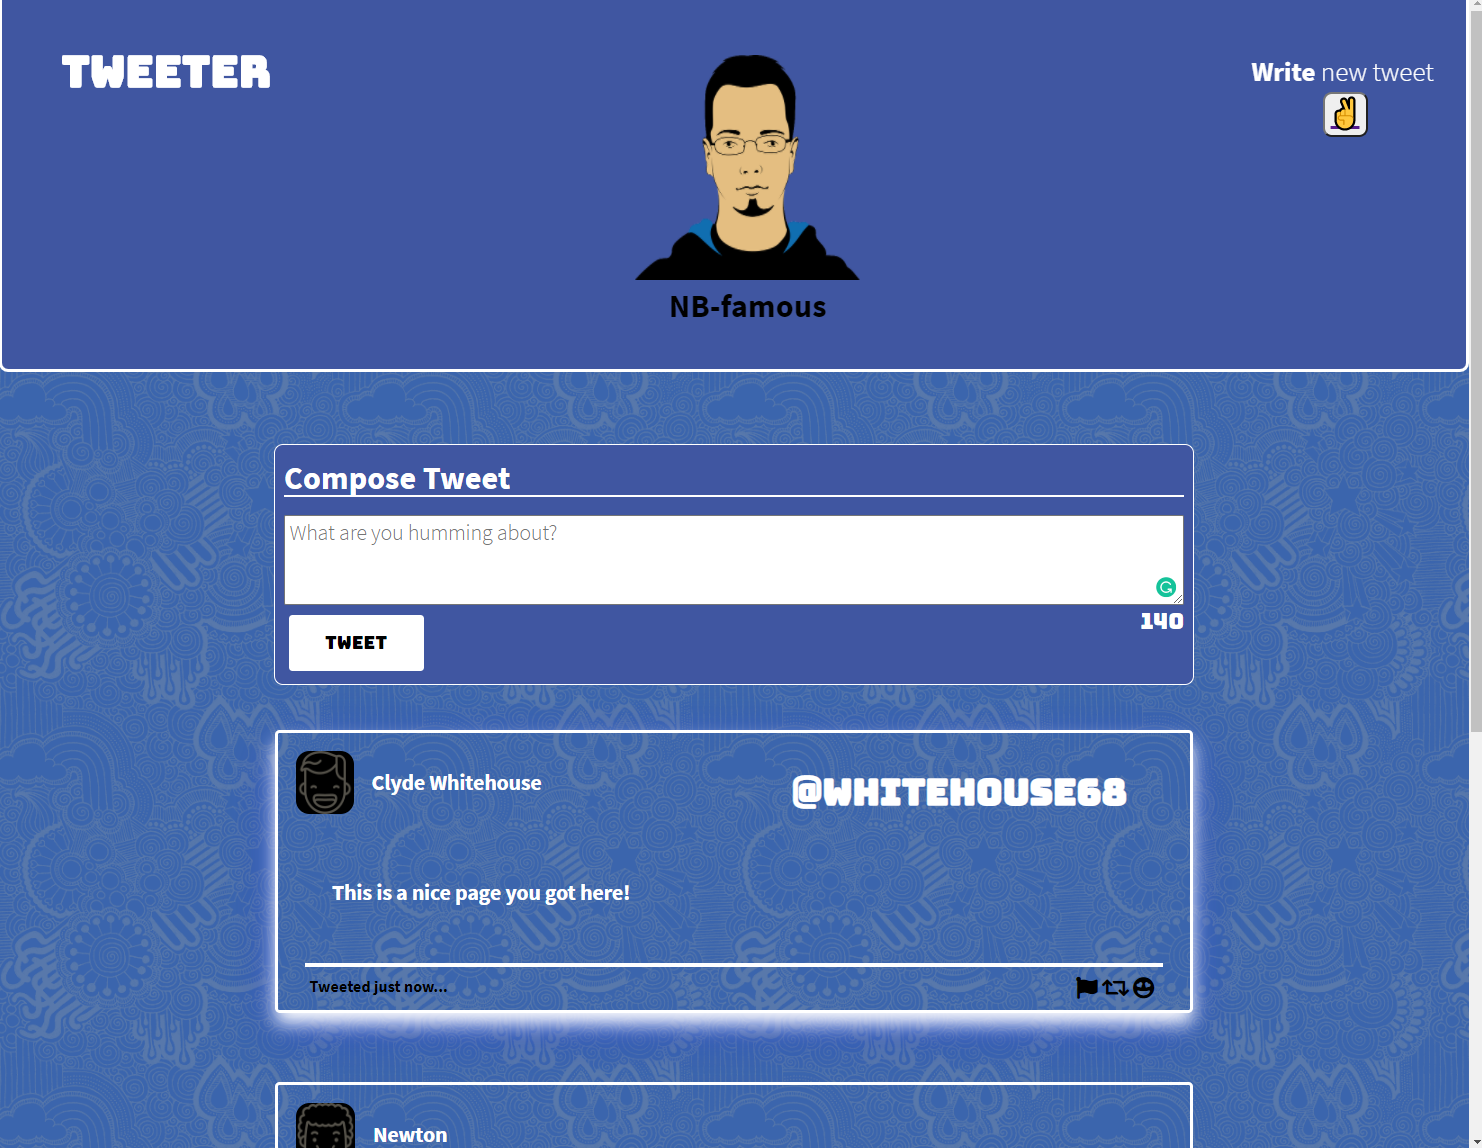 TWEETER
Write new tweet
NB-famous
Compose Tweet
What are you humming about?
140
TWEET
Clyde Whitehouse
@WHITEHOUSE68
This is a nice page you got here!
Tweeted just now...
Newton